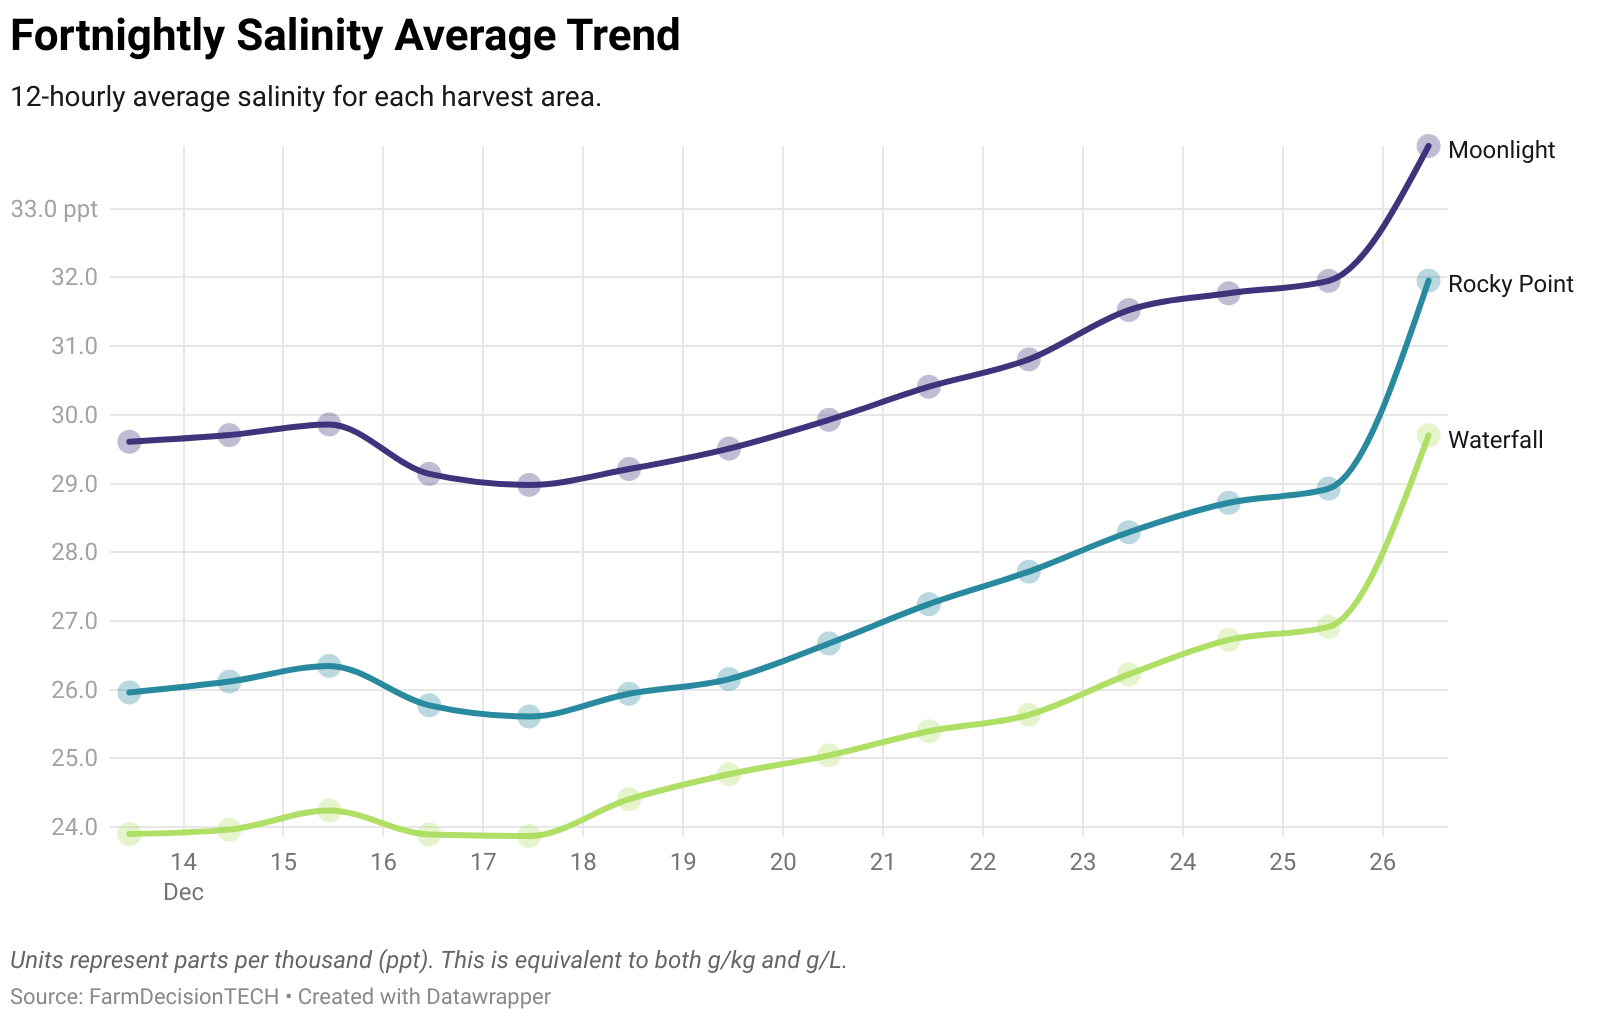 Fortnightly Salinity Average Trend
12-hourly average salinity for each harvest area.
Moonlight
33.0 ppt
32.0
Rocky Point
31.0
30.0
Waterfall
29.0
28.0
27.0
26.0
25.0
24.0
14 15 16 17 18 19 20 21 22 23 24 25 26
Dec
Units represent parts per thousand (ppt). This is equivalent to both g/kg and g/L.
Source: FarmDecisionTECH • Created with Datawrapper